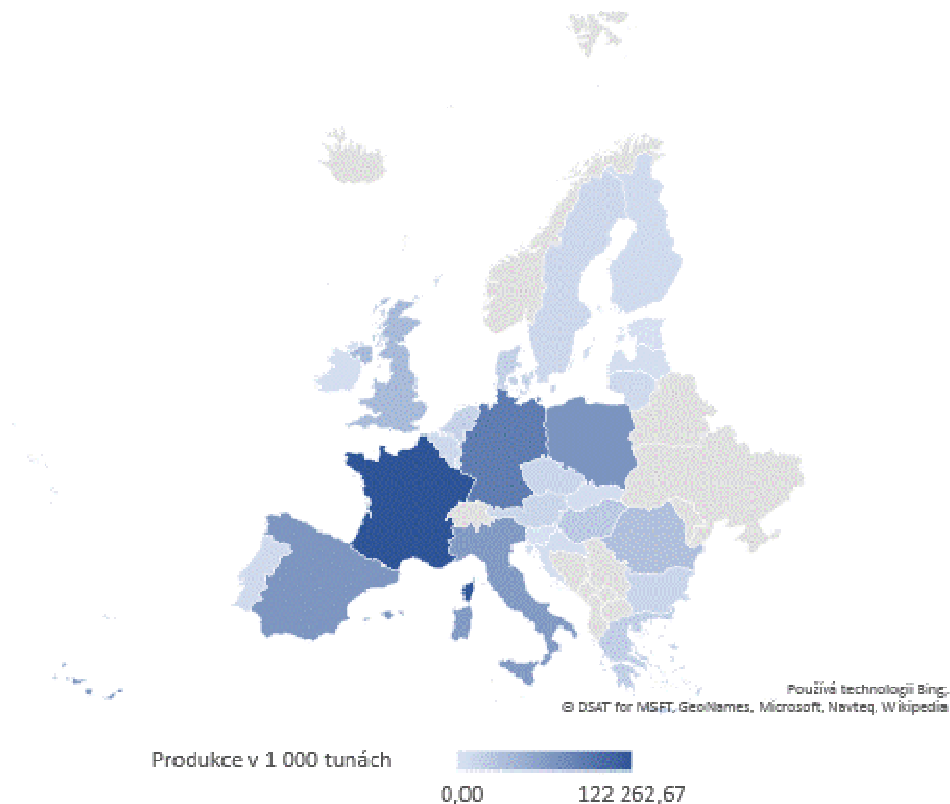 Používá technologii Bing.
© DSAT for MSFT, GeoNames, Microsoft, Navteq, Wikipedia
Produkce v 1 000 tunách
0,00
122 262,67